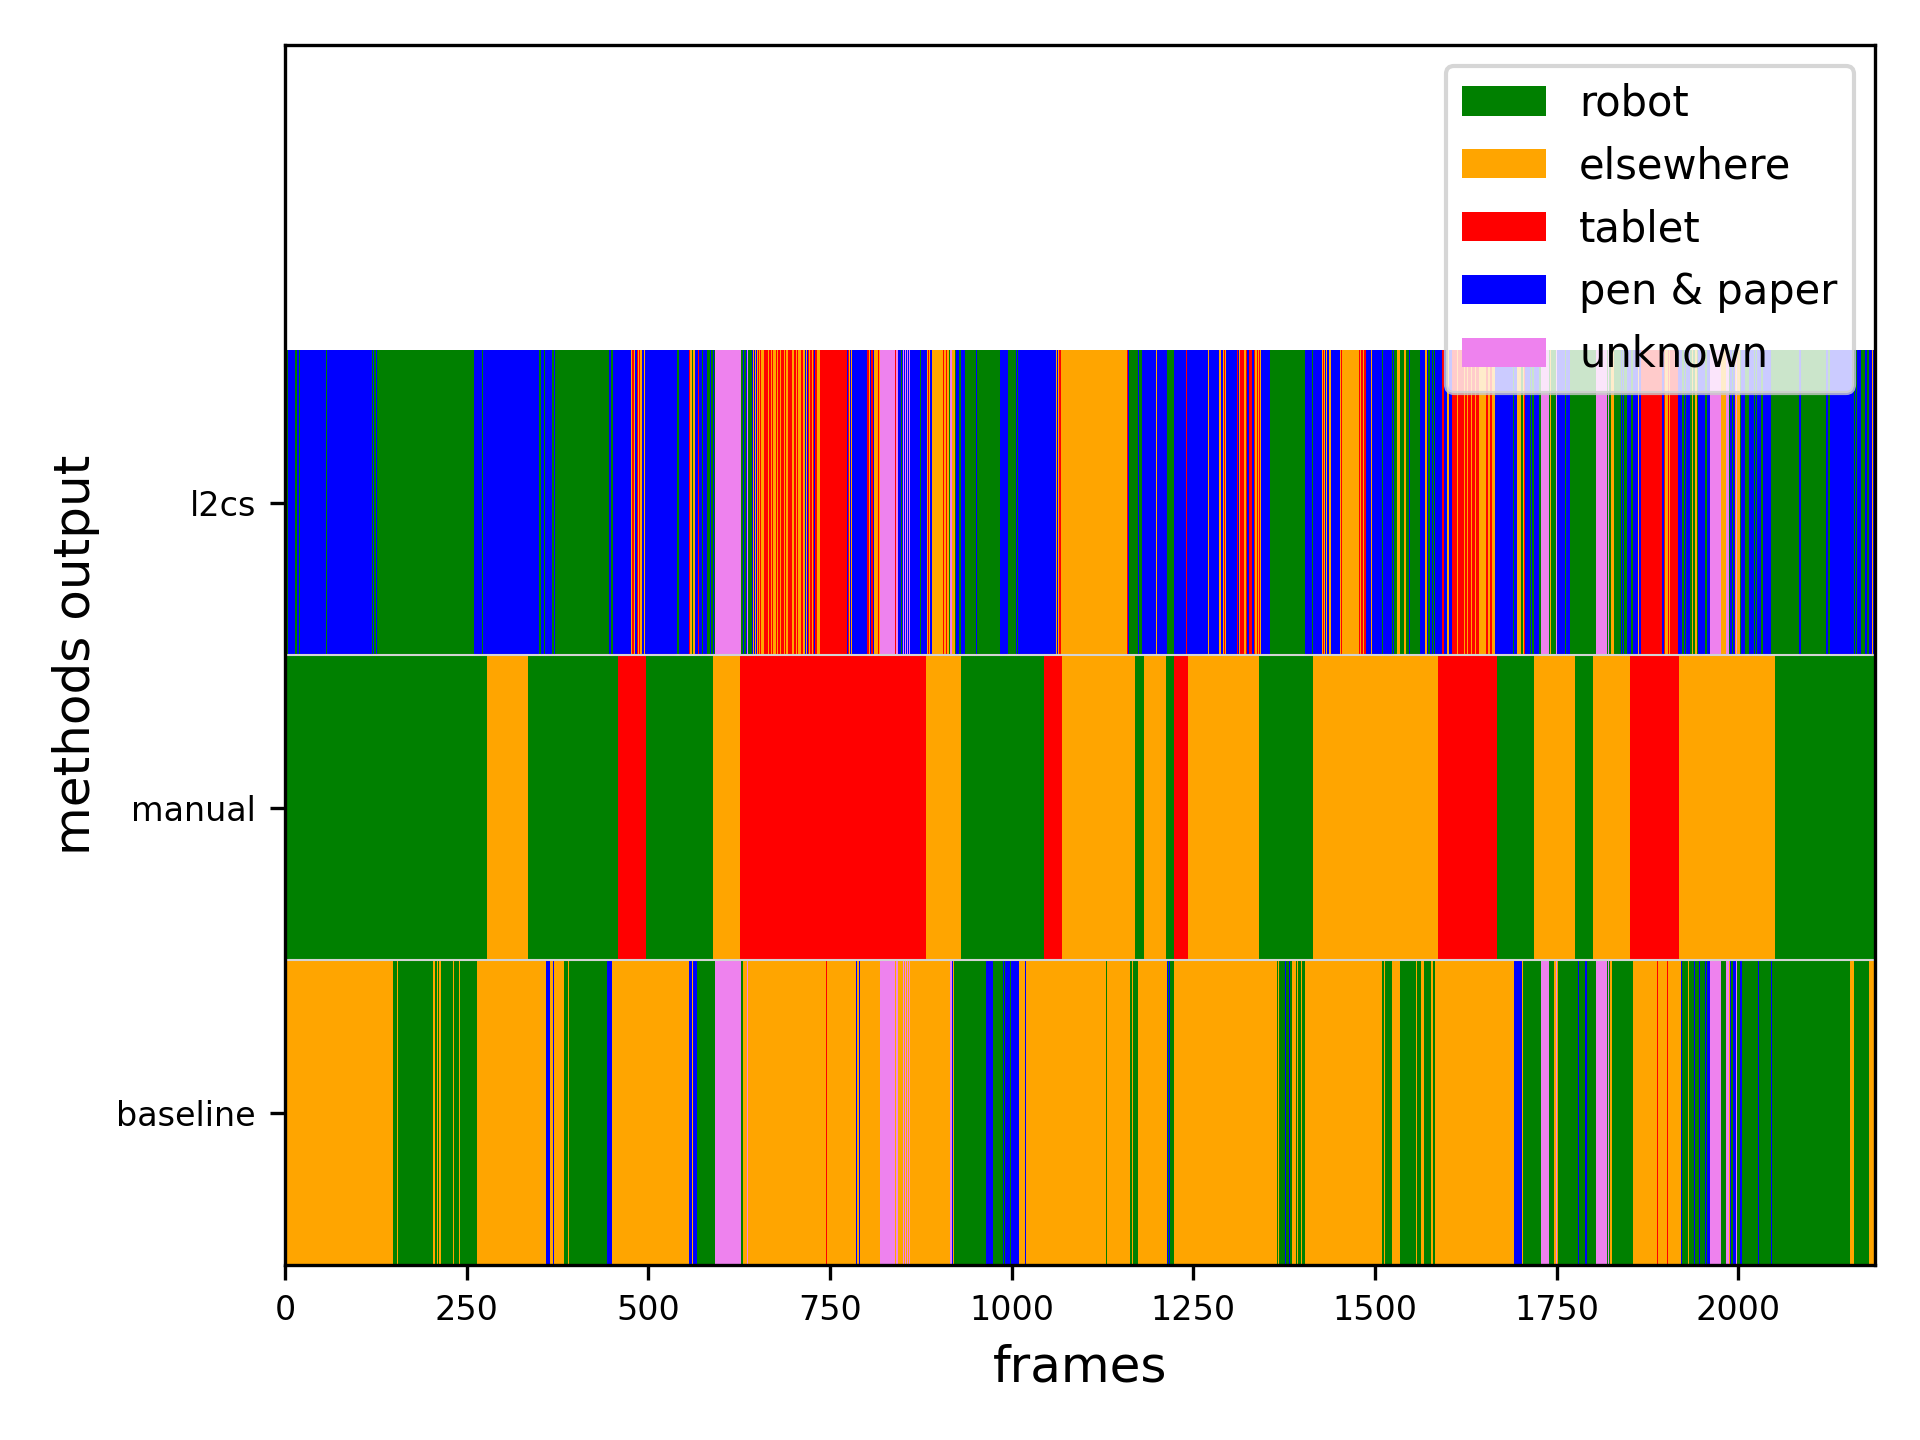 robot
elsewhere
tablet
pen & paper
unknown
methods output
l2cs
manual
baseline
0 250 500 750 1000 1250 1500 1750 2000
frames